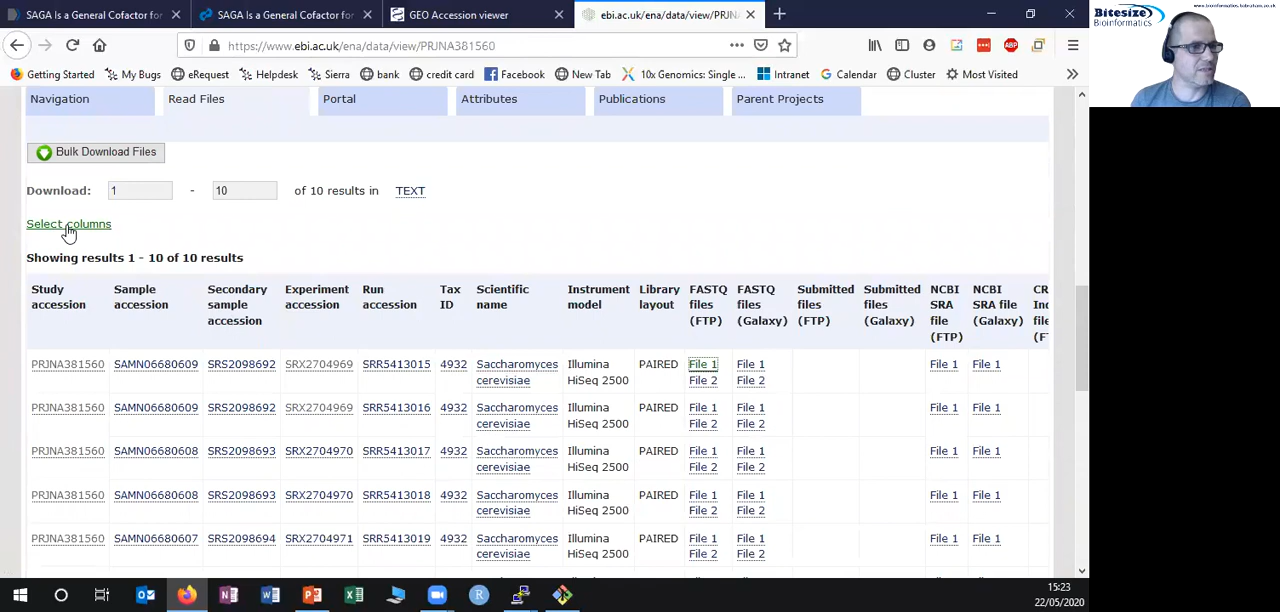 SAGA Is a General Cofactor for
SAGA Is a General Cofactor for
GEO Accession viewer
ebi.ac.uk/ena/data/view/PRJNA
Bitesize
Bioinformatics
https://www.ebi.ac.uk/ena/data/view/PRJNA381560
ABP
Getting Started
My Bugs
eRequest
Helpdesk
Sierra
bank
credit card
Facebook
New Tab
10x Genomics: Single ...
Intranet
Calendar
Cluster
Most Visited
Navigation
Read Files
Portal
Attributes
Publications
Parent Projects
Bulk Download Files
Download: 1 - 10 of 10 results in TEXT
Select columns
Showing results 1 - 10 of 10 results
Study Sample Secondary Experiment Run Tax Scientific Instrument Library FASTQ FASTQ Submitted Submitted NCBI NCBI CR
accession accession sample accession accession ID name model layout files files files files SRA SRA file In
accession (FTP) (Galaxy) (FTP) (Galaxy) file (Galaxy) file
(FTP) (F
PRJNA381560 SAMN06680609 SRS2098692 SRX2704969 SRR5413015 4932 Saccharomyces Illumina PAIRED File 1 File 1 File 1 File 1
cerevisiae HiSeq 2500 File 2 File 2
PRJNA381560 SAMN06680609 SRS2098692 SRX2704969 SRR5413016 4932 Saccharomyces Illumina PAIRED File 1 File 1 File 1 File 1
cerevisiae HiSeq 2500 File 2 File 2
PRJNA381560 SAMN06680608 SRS2098693 SRX2704970 SRR5413017 4932 Saccharomyces Illumina PAIRED File 1 File 1 File 1 File 1
cerevisiae HiSeq 2500 File 2 File 2
PRJNA381560 SAMN06680608 SRS2098693 SRX2704970 SRR5413018 4932 Saccharomyces Illumina PAIRED File 1 File 1 File 1 File 1
cerevisiae HiSeq 2500 File 2 File 2
PRJNA381560 SAMN06680607 SRS2098694 SRX2704971 SRR5413019 4932 Saccharomyces Illumina PAIRED File 1 File 1 File 1 File 1
cerevisiae HiSeq 2500 File 2 File 2
15:23
22/05/2020